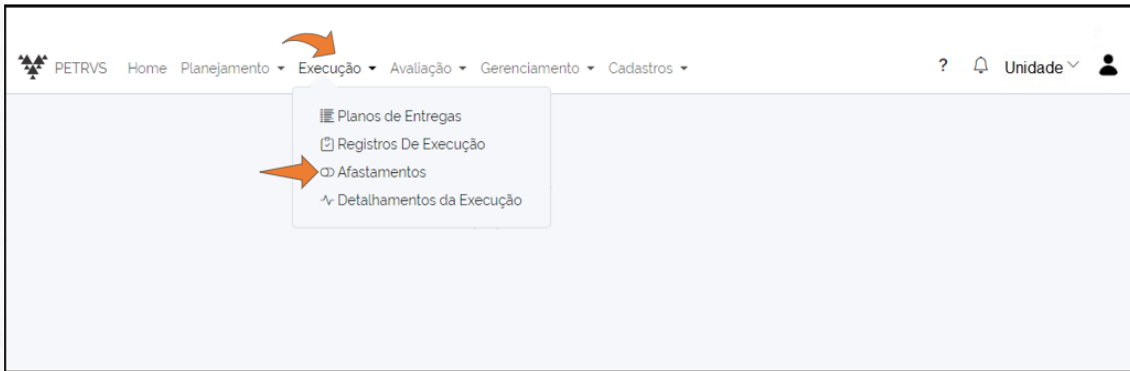 PETRVS Home Planejamento Execução Avaliação Gerenciamento Cadastros ? Unidade
Planos de Entregas
Registros De Execução
Afastamentos
Detalhamentos da Execução